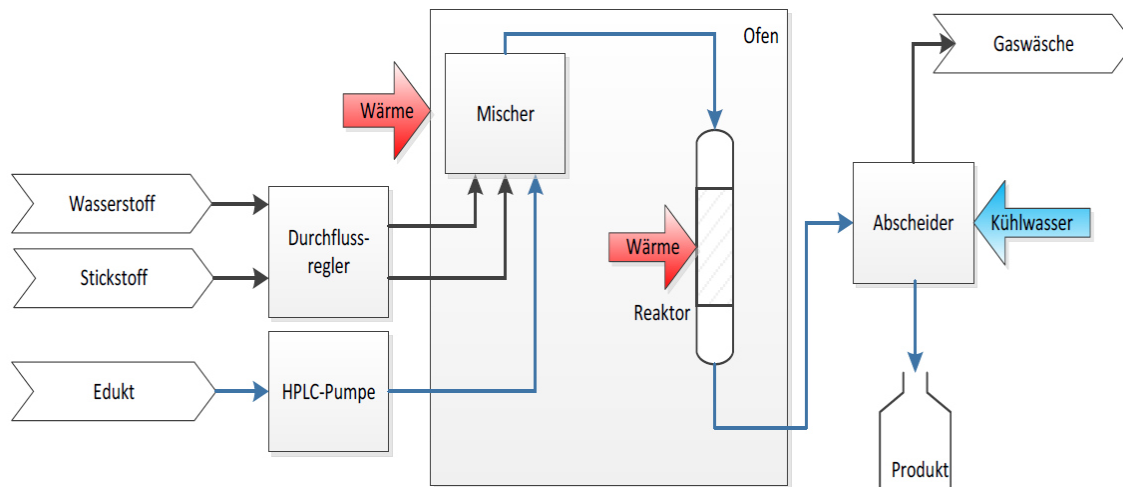 Ofen
Gaswäsche
Wärme
Mischer
Wasserstoff
Durchfluss-
regler
Stickstoff
Wärme
Reaktor
Abscheider
Kühlwasser
Edukt
HPLC-Pumpe
Produkt